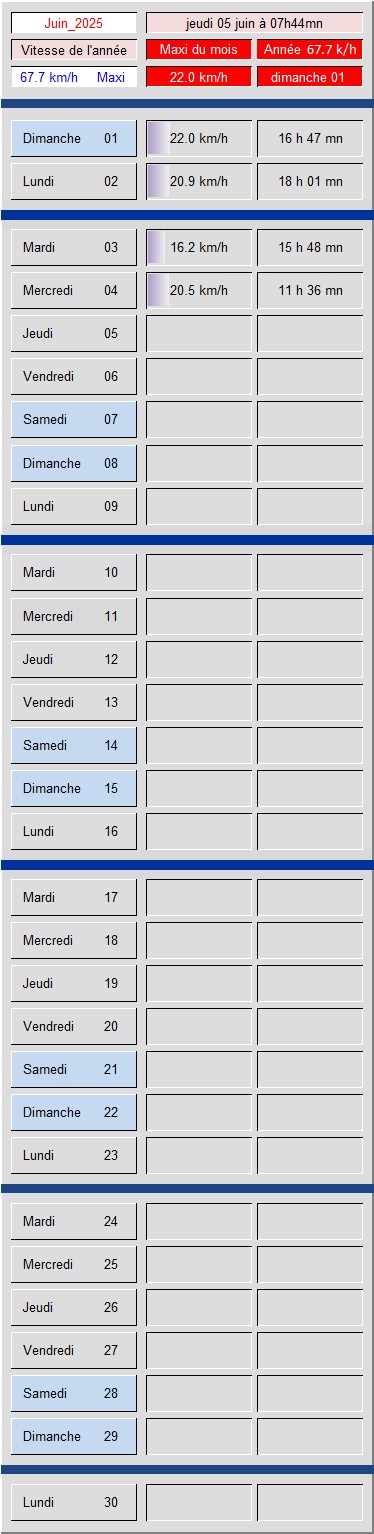 Juin_2025 jeudi 05 juin à 07h44mn
Vitesse de l'année Maxi du mois Année 67.7 k/h
67.7 km/h Maxi 22.0 km/h dimanche 01
Dimanche 01 22.0 km/h 16 h 47 mn
Lundi 02 20.9 km/h 18 h 01 mn
Mardi 03 16.2 km/h 15 h 48 mn
Mercredi 04 20.5 km/h 11 h 36 mn
Jeudi 05
Vendredi 06
Samedi 07
Dimanche 08
Lundi 09
Mardi 10
Mercredi 11
Jeudi 12
Vendredi 13
Samedi 14
Dimanche 15
Lundi 16
Mardi 17
Mercredi 18
Jeudi 19
Vendredi 20
Samedi 21
Dimanche 22
Lundi 23
Mardi 24
Mercredi 25
Jeudi 26
Vendredi 27
Samedi 28
Dimanche 29
Lundi 30